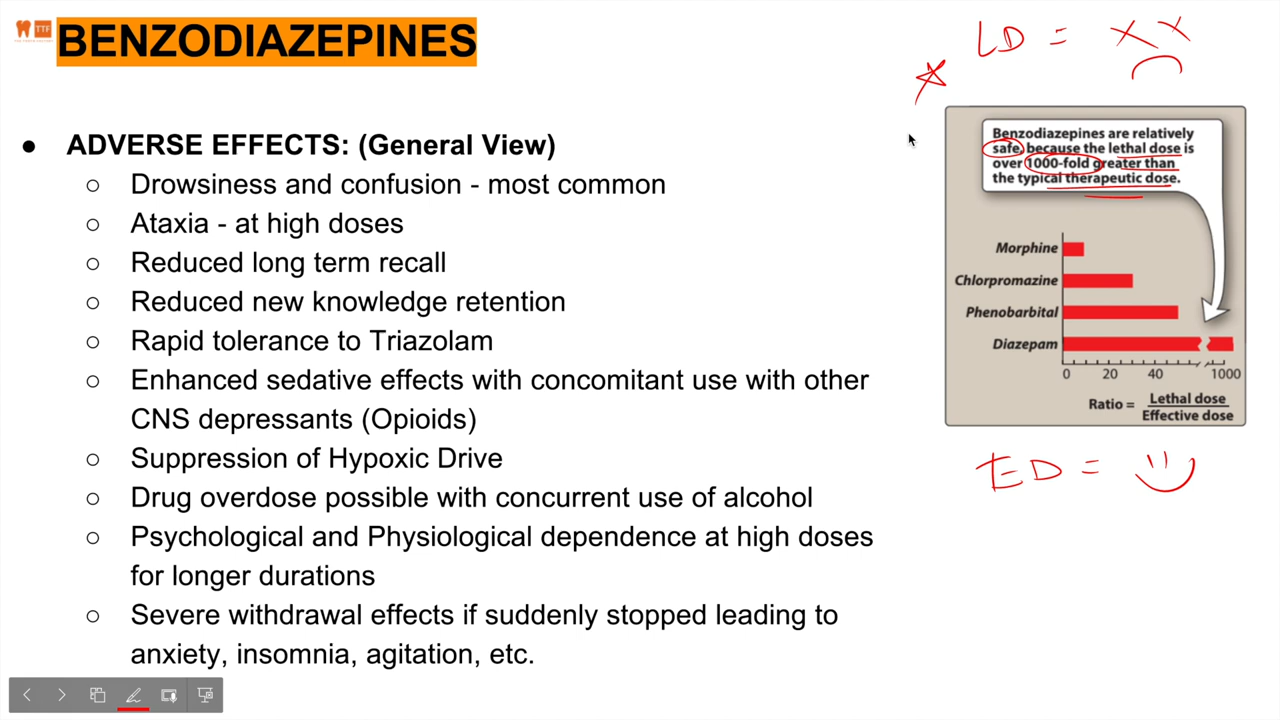 TTF
BENZODIAZEPINES
● ADVERSE EFFECTS: (General View)
○ Drowsiness and confusion - most common
○ Ataxia - at high doses
○ Reduced long term recall
○ Reduced new knowledge retention
○ Rapid tolerance to Triazolam
○ Enhanced sedative effects with concomitant use with other
CNS depressants (Opioids)
○ Suppression of Hypoxic Drive
○ Drug overdose possible with concurrent use of alcohol
○ Psychological and Physiological dependence at high doses
for longer durations
○ Severe withdrawal effects if suddenly stopped leading to
anxiety, insomnia, agitation, etc.
LD = x x
Benzodiazepines are relatively
safe, because the lethal dose is
over 1000-fold greater than
the typical therapeutic dose.
Morphine
Chlorpromazine
Phenobarbital
Diazepam
0 20 40 1000
Ratio = Lethal dose
Effective dose
ED =